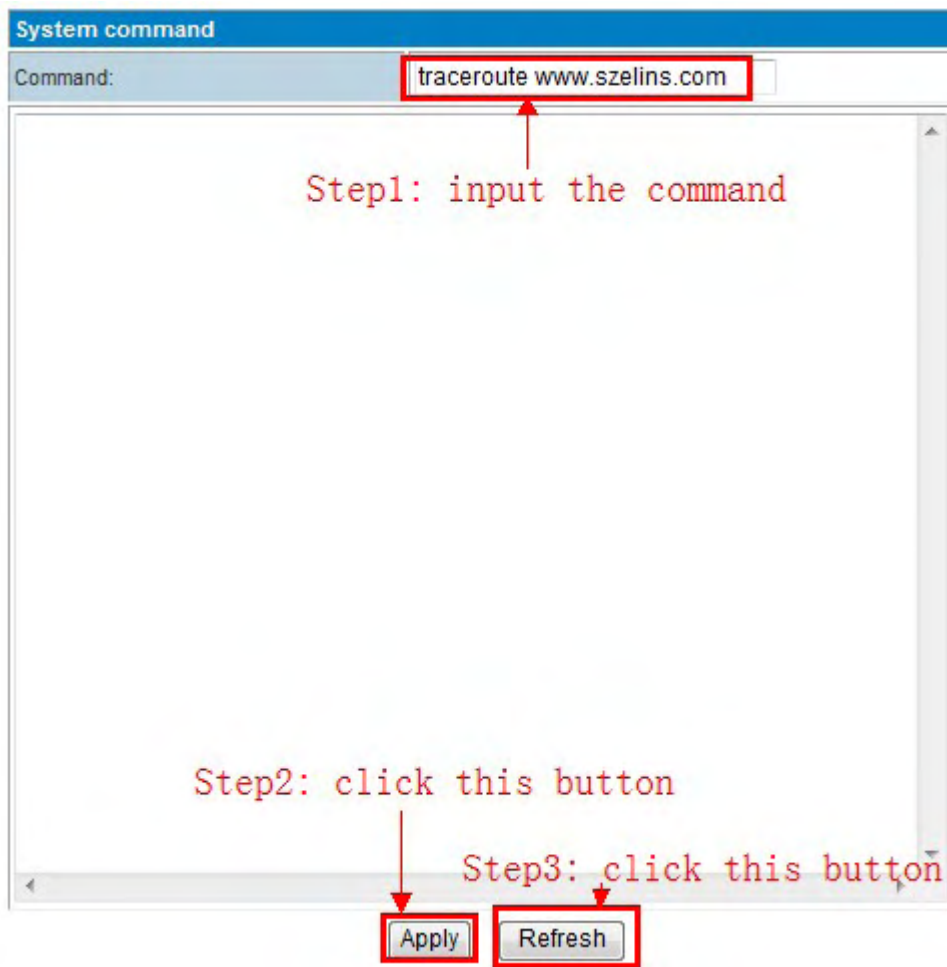 System command
Command:
traceroute www.szelins.com
Step1: input the command
Step2: click this button
Step3: click this button
Apply
Refresh